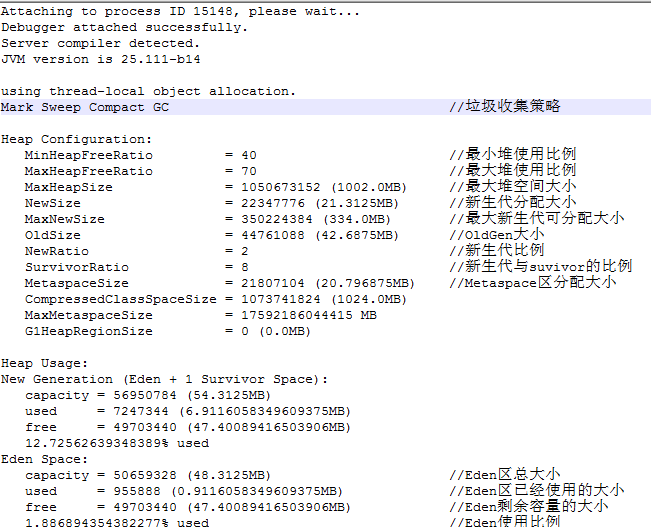 Attaching to process ID 15148, please wait...
Debugger attached successfully.
Server compiler detected.
JVM version is 25.111-b14
using thread-local object allocation.
Mark Sweep Compact GC //垃圾收集策略
Heap Configuration:
MinHeapFreeRatio = 40 //最小堆使用比例
MaxHeapFreeRatio = 70 //最大堆使用比例
MaxHeapSize = 1050673152 (1002.0MB) //最大堆空间大小
NewSize = 22347776 (21.3125MB) //新生代分配大小
MaxNewSize = 350224384 (334.0MB) //最大新生代可分配大小
OldSize = 44761088 (42.6875MB) //OldGen大小
NewRatio = 2 //新生代比例
SurvivorRatio = 8 //新生代与suvivor的比例
MetaspaceSize = 21807104 (20.796875MB) //Metaspace区分配大小
CompressedClassSpaceSize = 1073741824 (1024.0MB)
MaxMetaspaceSize = 17592186044415 MB
G1HeapRegionSize = 0 (0.0MB)
Heap Usage:
New Generation (Eden + 1 Survivor Space):
capacity = 56950784 (54.3125MB)
used = 7247344 (6.9116058349609375MB)
free = 49703440 (47.40089416503906MB)
12.72562639348389% used
Eden Space:
capacity = 50659328 (48.3125MB) //Eden区总大小
used = 955888 (0.9116058349609375MB) //Eden区已经使用的大小
free = 49703440 (47.40089416503906MB) //Eden剩余容量的大小
1.886894354382277% used //Eden使用比例